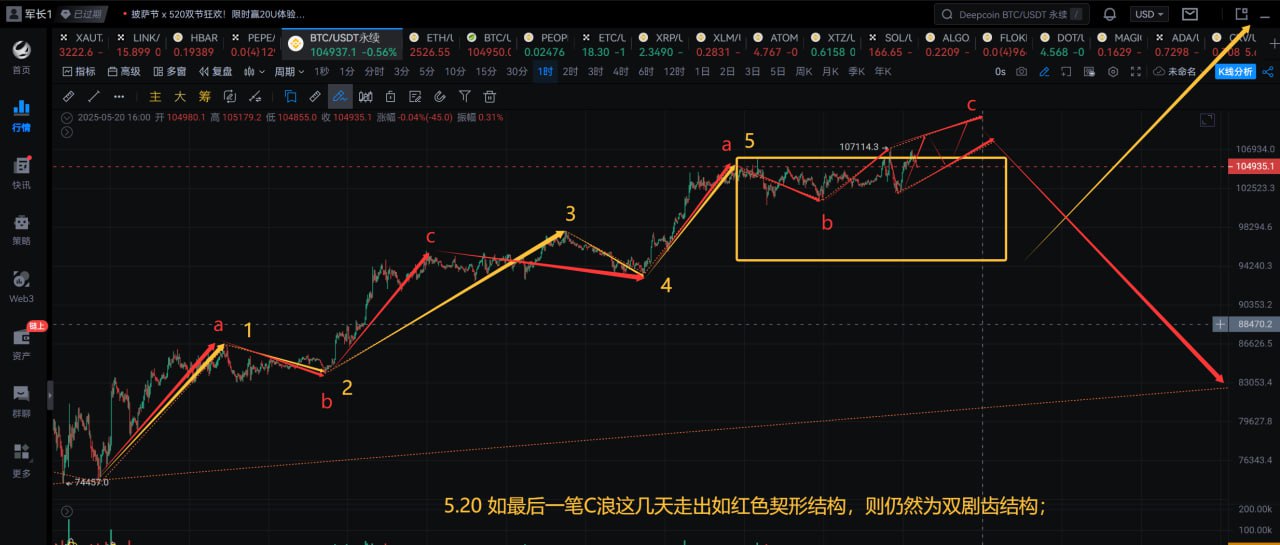 军长1 已过期 披萨节 x 520双节狂欢！限时赢20U体验... Deepcoin BTC/USDT 永续 / USD
XAUT. LINK/ HBAR PEPE/ BTC/USDT永续 ETH/U BTC/U PEOPI ETC/U XRP/U XLM/U ATOM XTZ/U SOL/U ALGO FLOKI DOT/U MAGI ADA/U
3222.6 15.899 0.19389 0.0(4)12 104937.1 -0.56% 2526.55 104950.0 0.02476 18.30 -1 2.3490 - 0.2831 - 4.767 -0 0.6158 0 166.65 - 0.2209 - 0.0(4)96 4.568 -0 0.1629 - 0.7298 -
首页
指标 高级 多窗 复盘 周期 1秒 1分 分时 3分 5分 10分 15分 30分 1时 2时 3时 4时 6时 12时 1日 2日 3日 5日 周K 月K 季K 年K 0s 未命名 K线分析
主 大 筹
行情
2025-05-20 16:00 开 104980.1 高 105179.2 低 104855.0 收 104935.1 涨幅 -0.04%(-45.0) 振幅 0.31%
快讯
策略
Web3
链上
资产
群聊
更多
c
107114.3
106934.0
a 5
104935.1
102523.3
3
b
98294.6
c
4
94240.3
90353.2
88470.2
a 1
86626.5
2
b
83053.4
79627.8
76343.4
74457.0
5.20 如最后一笔C浪这几天走出如红色契形结构，则仍然为双剧齿结构；
200.00k
100.00k